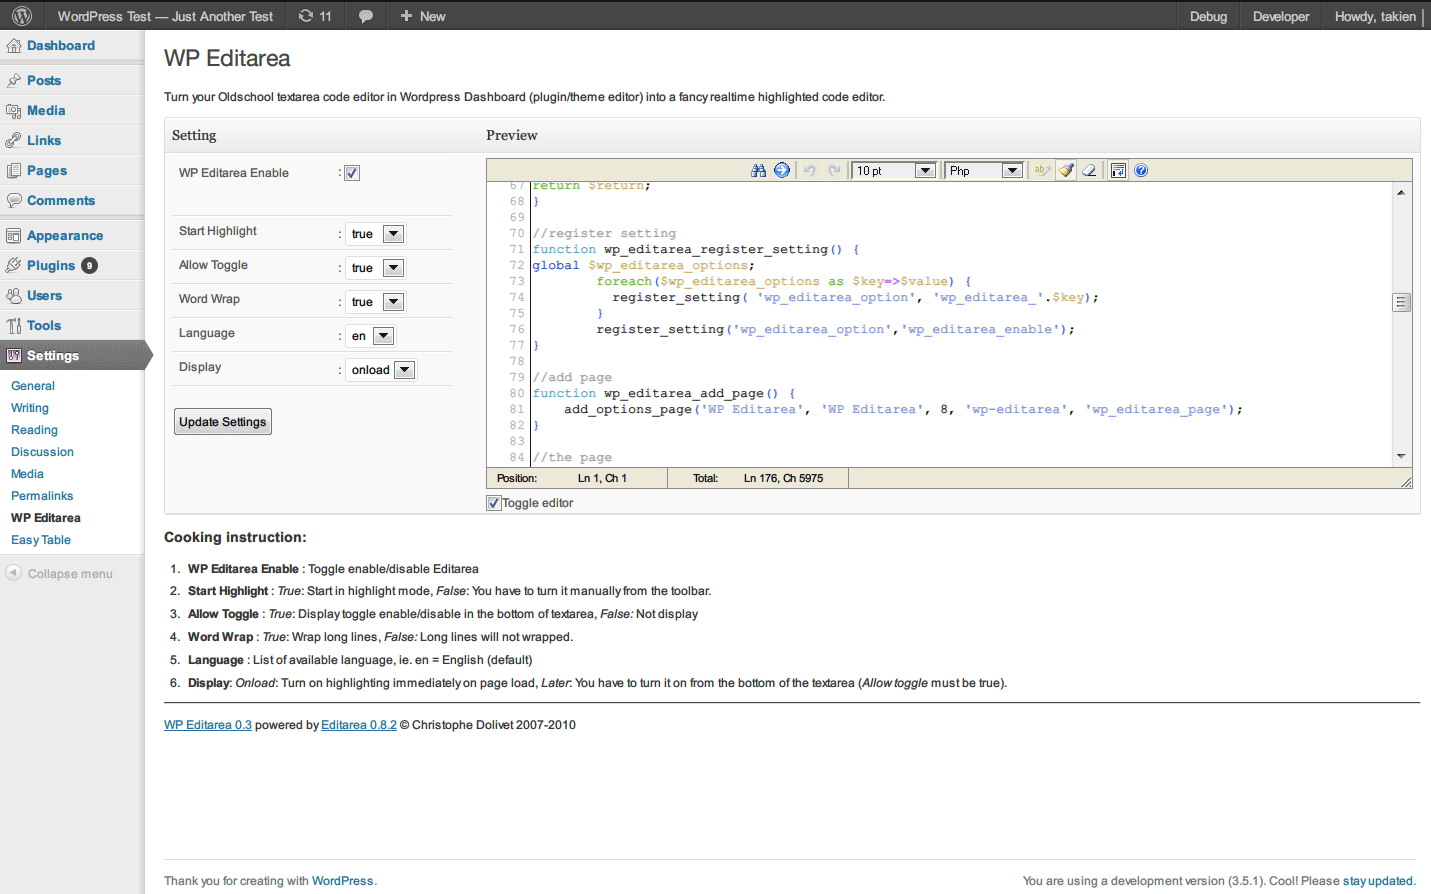 WordPress Test — Just Another Test 11 + New Debug Developer Howdy, takien
Dashboard
Posts
Media
Links
Pages
Comments
Appearance
Plugins 9
Users
Tools
Settings
General
Writing
Reading
Discussion
Media
Permalinks
WP Editarea
Easy Table
Collapse menu
WP Editarea
Turn your Oldschool textarea code editor in Wordpress Dashboard (plugin/theme editor) into a fancy realtime highlighted code editor.
Setting
WP Editarea Enable :
Start Highlight : true
Allow Toggle : true
Word Wrap : true
Language : en
Display : onload
Update Settings
Preview
10 pt Php
67 return $return;
68 }
69
70 //register setting
71 function wp_editarea_register_setting() {
72 global $wp_editarea_options;
73 foreach($wp_editarea_options as $key=>$value) {
74 register_setting( 'wp_editarea_option', 'wp_editarea_'.$key);
75 }
76 register_setting('wp_editarea_option','wp_editarea_enable');
77 }
78
79 //add page
80 function wp_editarea_add_page() {
81 add_options_page('WP Editarea', 'WP Editarea', 8, 'wp-editarea', 'wp_editarea_page');
82 }
83
84 //the page
Position: Ln 1, Ch 1 Total: Ln 176, Ch 5975
Toggle editor
Cooking instruction:
1. WP Editarea Enable : Toggle enable/disable Editarea
2. Start Highlight : True: Start in highlight mode, False: You have to turn it manually from the toolbar.
3. Allow Toggle : True: Display toggle enable/disable in the bottom of textarea, False: Not display
4. Word Wrap : True: Wrap long lines, False: Long lines will not wrapped.
5. Language : List of available language, ie. en = English (default)
6. Display: Onload: Turn on highlighting immediately on page load, Later: You have to turn it on from the bottom of the textarea (Allow toggle must be true).
WP Editarea 0.3 powered by Editarea 0.8.2 © Christophe Dolivet 2007-2010
Thank you for creating with WordPress.
You are using a development version (3.5.1). Cool! Please stay updated.